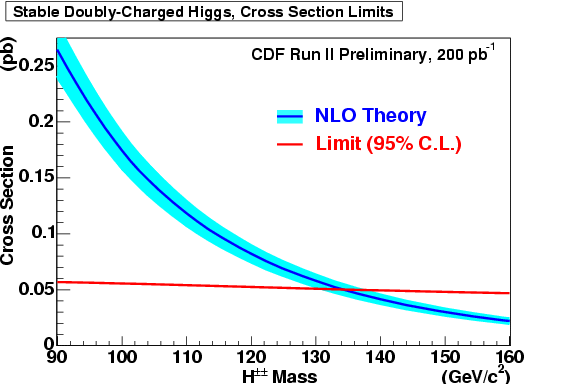 Stable Doubly-Charged Higgs, Cross Section Limits
Cross Section (pb)
CDF Run II Preliminary, 200 pb⁻¹
NLO Theory
Limit (95% C.L.)
0.25
0.2
0.15
0.1
0.05
0
90 100 110 120 130 140 150 160
H±± Mass (GeV/c²)